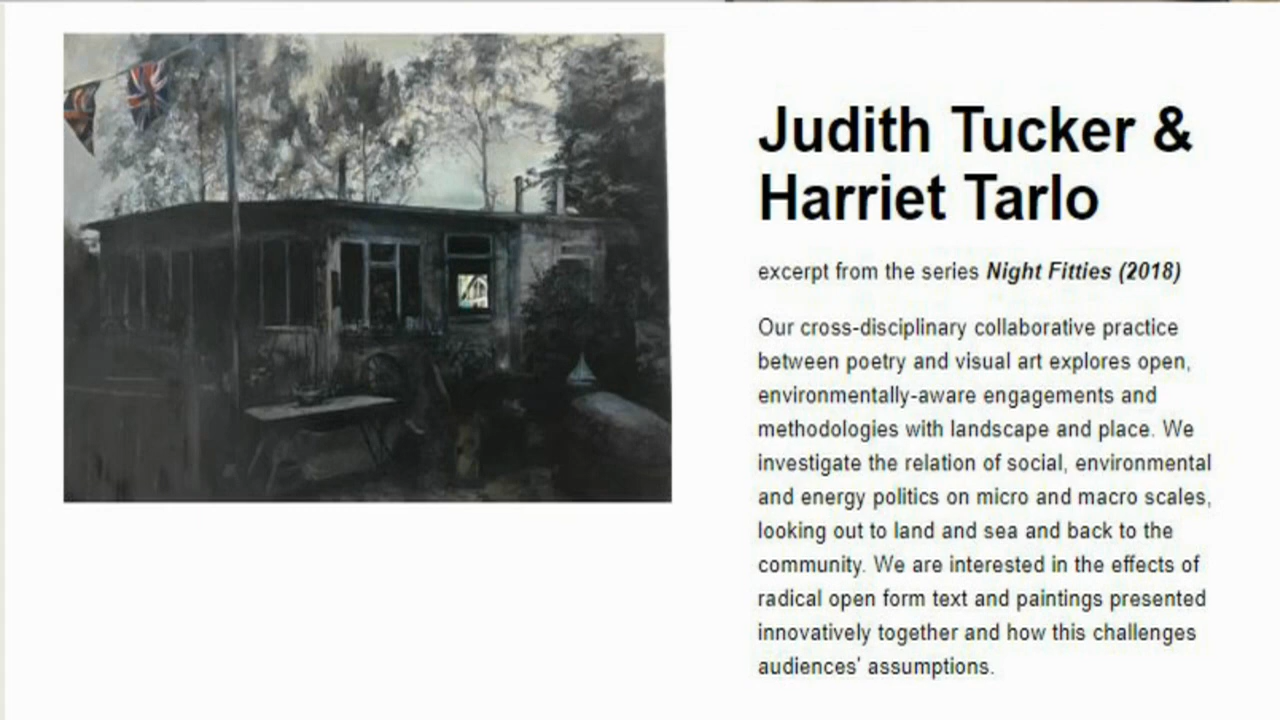 Judith Tucker &
Harriet Tarlo
excerpt from the series Night Fitties (2018)
Our cross-disciplinary collaborative practice
between poetry and visual art explores open,
environmentally-aware engagements and
methodologies with landscape and place. We
investigate the relation of social, environmental
and energy politics on micro and macro scales,
looking out to land and sea and back to the
community. We are interested in the effects of
radical open form text and paintings presented
innovatively together and how this challenges
audiences' assumptions.